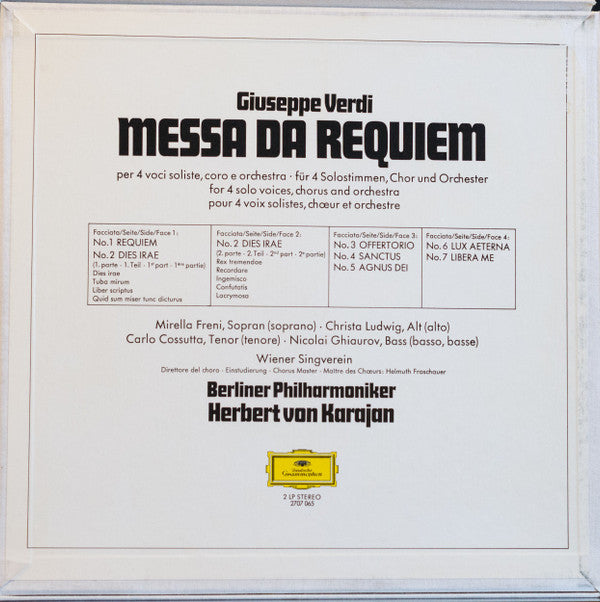 Giuseppe Verdi
MESSA DA REQUIEM
per 4 voci soliste, coro e orchestra · für 4 Solostimmen, Chor und Orchester
for 4 solo voices, chorus and orchestra
pour 4 voix solistes, chœur et orchestre
Facciata/Seite/Side/Face 1:
No.1 REQUIEM
No.2 DIES IRAE
(1. parte · 1. Teil · 1st part · 1ère partie)
Dies irae
Tuba mirum
Liber scriptus
Quid sum miser tunc dicturus
Facciata/Seite/Side/Face 2:
No.2 DIES IRAE
(2. parte · 2. Teil · 2nd part · 2e partie)
Rex tremendae
Recordare
Ingemisco
Confutatis
Lacrymosa
Facciata/Seite/Side/Face 3:
No.3 OFFERTORIO
No.4 SANCTUS
No.5 AGNUS DEI
Facciata/Seite/Side/Face 4:
No.6 LUX AETERNA
No.7 LIBERA ME
Mirella Freni, Sopran (soprano) · Christa Ludwig, Alt (alto)
Carlo Cossutta, Tenor (tenore) · Nicolai Ghiaurov, Bass (basso, basse)
Wiener Singverein
Direttore del choro · Einstudierung · Chorus Master · Maître des Chœurs: Helmuth Froschauer
Berliner Philharmoniker
Herbert von Karajan
Deutsche
Grammophon
2 LP STEREO
2707 065